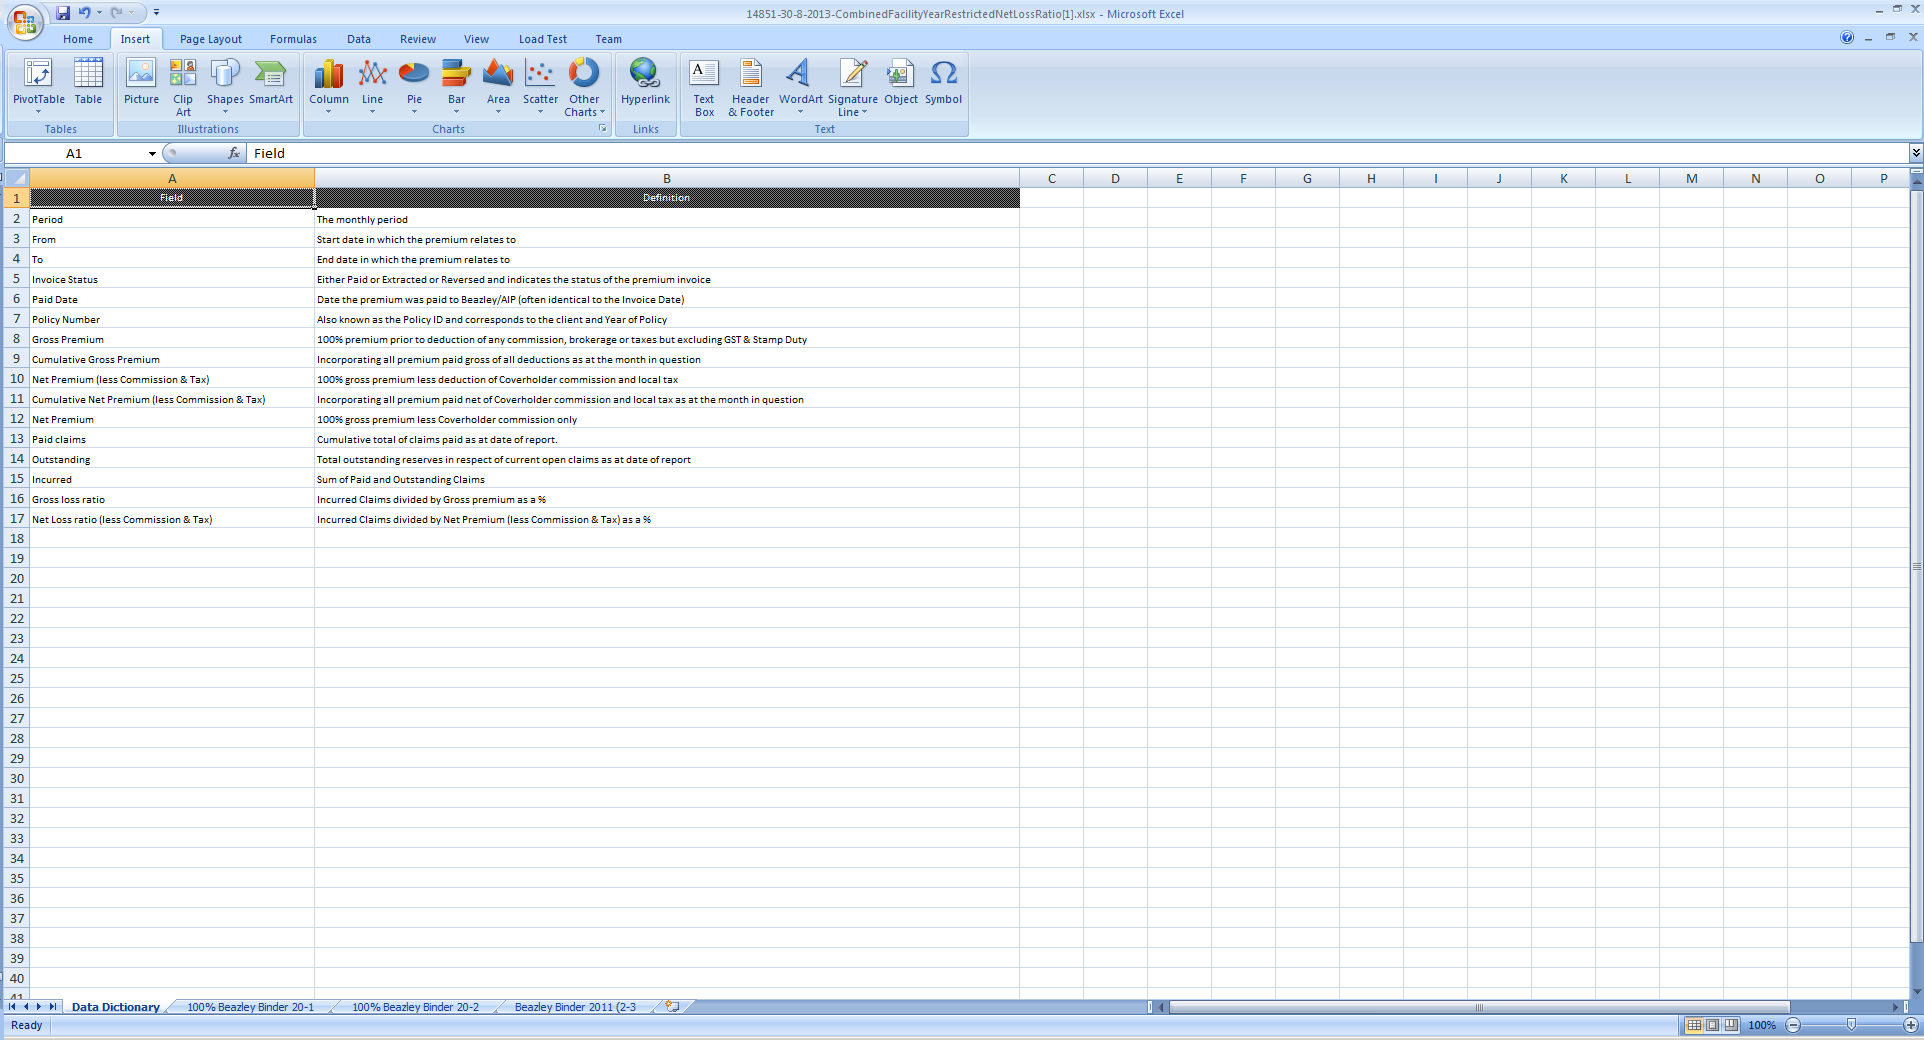 14851-30-8-2013-CombinedFacilityYearRestrictedNetLossRatio[1].xlsx - Microsoft Excel
Home Insert Page Layout Formulas Data Review View Load Test Team
PivotTable Table Picture Clip Art Shapes SmartArt Column Line Pie Bar Area Scatter Other Charts Hyperlink Text Box Header & Footer WordArt Signature Line Object Symbol
Tables Illustrations Charts Links Text
A1 fx Field
A B C D E F G H I J K L M N O P
1 Field Definition
2 Period The monthly period
3 From Start date in which the premium relates to
4 To End date in which the premium relates to
5 Invoice Status Either Paid or Extracted or Reversed and indicates the status of the premium invoice
6 Paid Date Date the premium was paid to Beazley/AIP (often identical to the Invoice Date)
7 Policy Number Also known as the Policy ID and corresponds to the client and Year of Policy
8 Gross Premium 100% premium prior to deduction of any commission, brokerage or taxes but excluding GST & Stamp Duty
9 Cumulative Gross Premium Incorporating all premium paid gross of all deductions as at the month in question
10 Net Premium (less Commission & Tax) 100% gross premium less deduction of Coverholder commission and local tax
11 Cumulative Net Premium (less Commission & Tax) Incorporating all premium paid net of Coverholder commission and local tax as at the month in question
12 Net Premium 100% gross premium less Coverholder commission only
13 Paid claims Cumulative total of claims paid as at date of report.
14 Outstanding Total outstanding reserves in respect of current open claims as at date of report
15 Incurred Sum of Paid and Outstanding Claims
16 Gross loss ratio Incurred Claims divided by Gross premium as a %
17 Net Loss ratio (less Commission & Tax) Incurred Claims divided by Net Premium (less Commission & Tax) as a %
18
19
20
21
22
23
24
25
26
27
28
29
30
31
32
33
34
35
36
37
38
39
40
41
Data Dictionary 100% Beazley Binder 20-1 100% Beazley Binder 20-2 Beazley Binder 2011 (2-3
Ready 100%